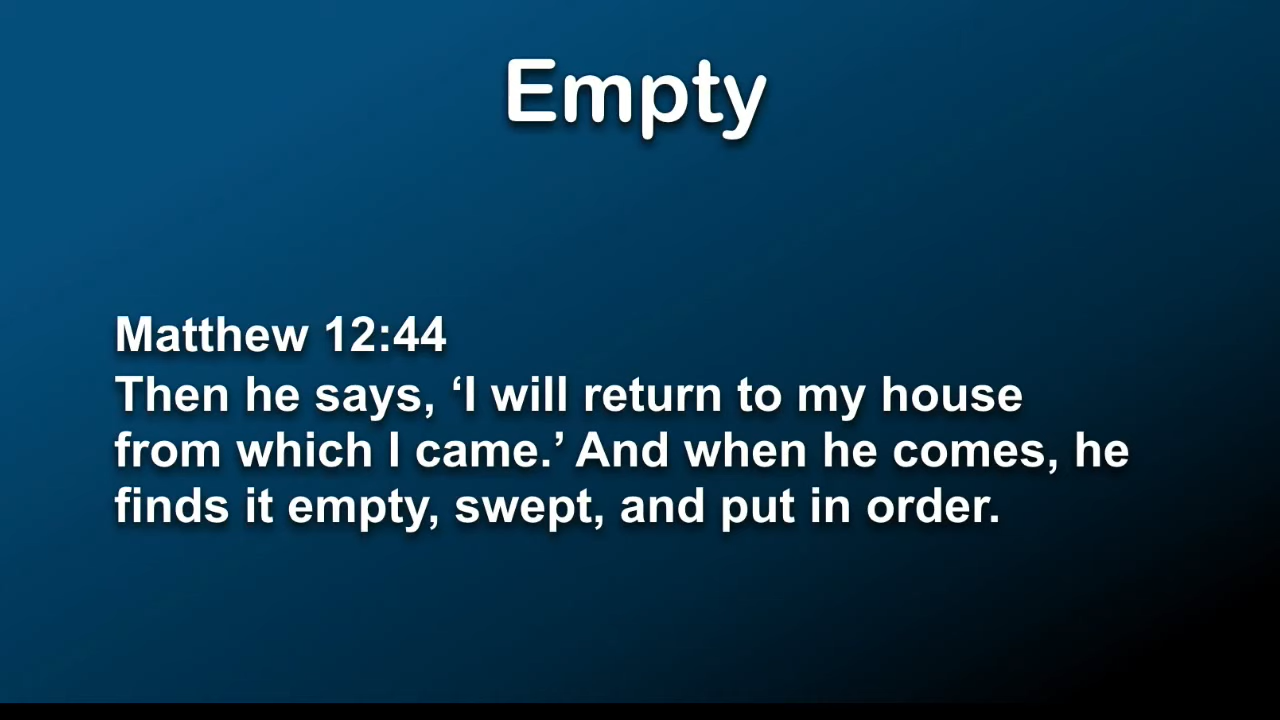 Empty
Matthew 12:44
Then he says, ‘I will return to my house
from which I came.’ And when he comes, he
finds it empty, swept, and put in order.